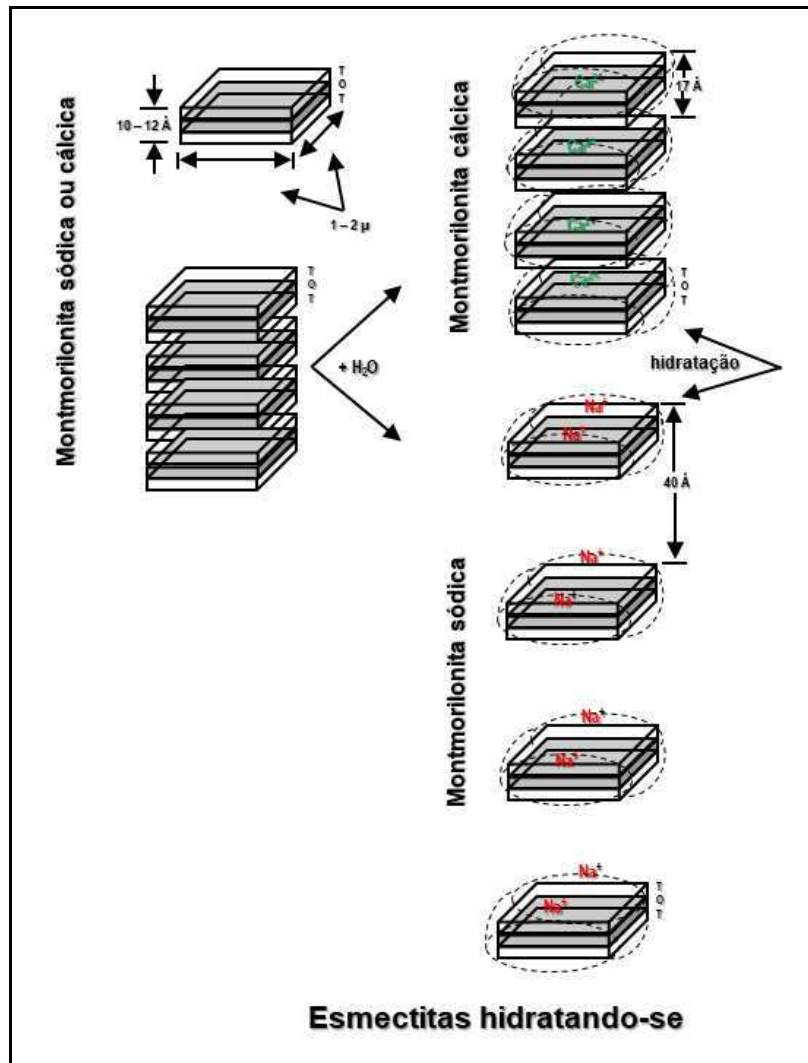 Montmorilonita sódica ou cálcica
10 – 12 Å
T
O
T
1 – 2 µ
T
O
T
+ H₂O
Montmorilonita cálcica
Ca²⁺
17 Å
Ca²⁺
Ca²⁺
Ca²⁺
T
O
T
hidratação
Montmorilonita sódica
Na⁺
Na⁺
40 Å
Na⁺
Na⁺
Na⁺
Na⁺
Na⁺
Na⁺
T
O
T
Esmectitas hidratando-se